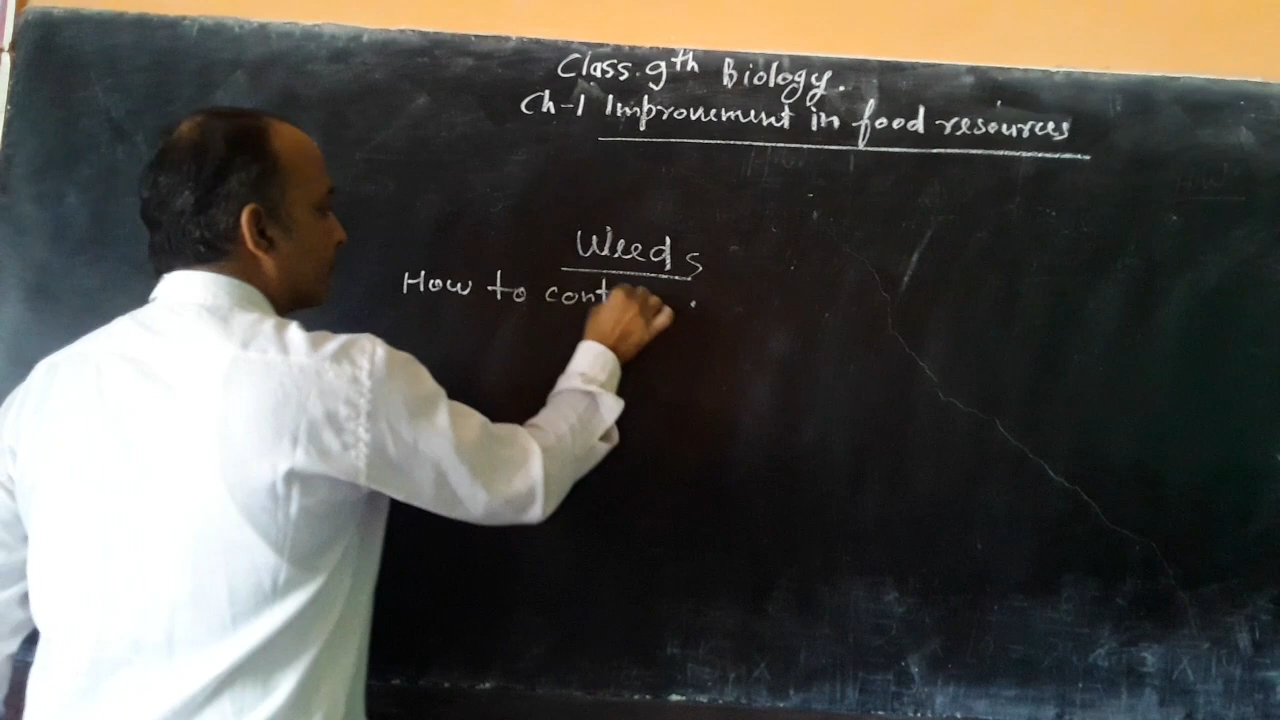 Class 9th Biology.
Ch-1 Improvement in food resources
Weeds
How to cont